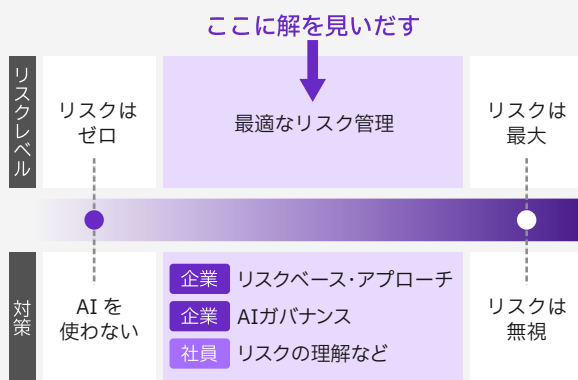 ここに解を見いだす
リスクレベル
リスクは
ゼロ
最適なリスク管理
リスクは
最大
対策
AI を
使わない
企業 リスクベース・アプローチ
企業 AIガバナンス
社員 リスクの理解など
リスクは
無視